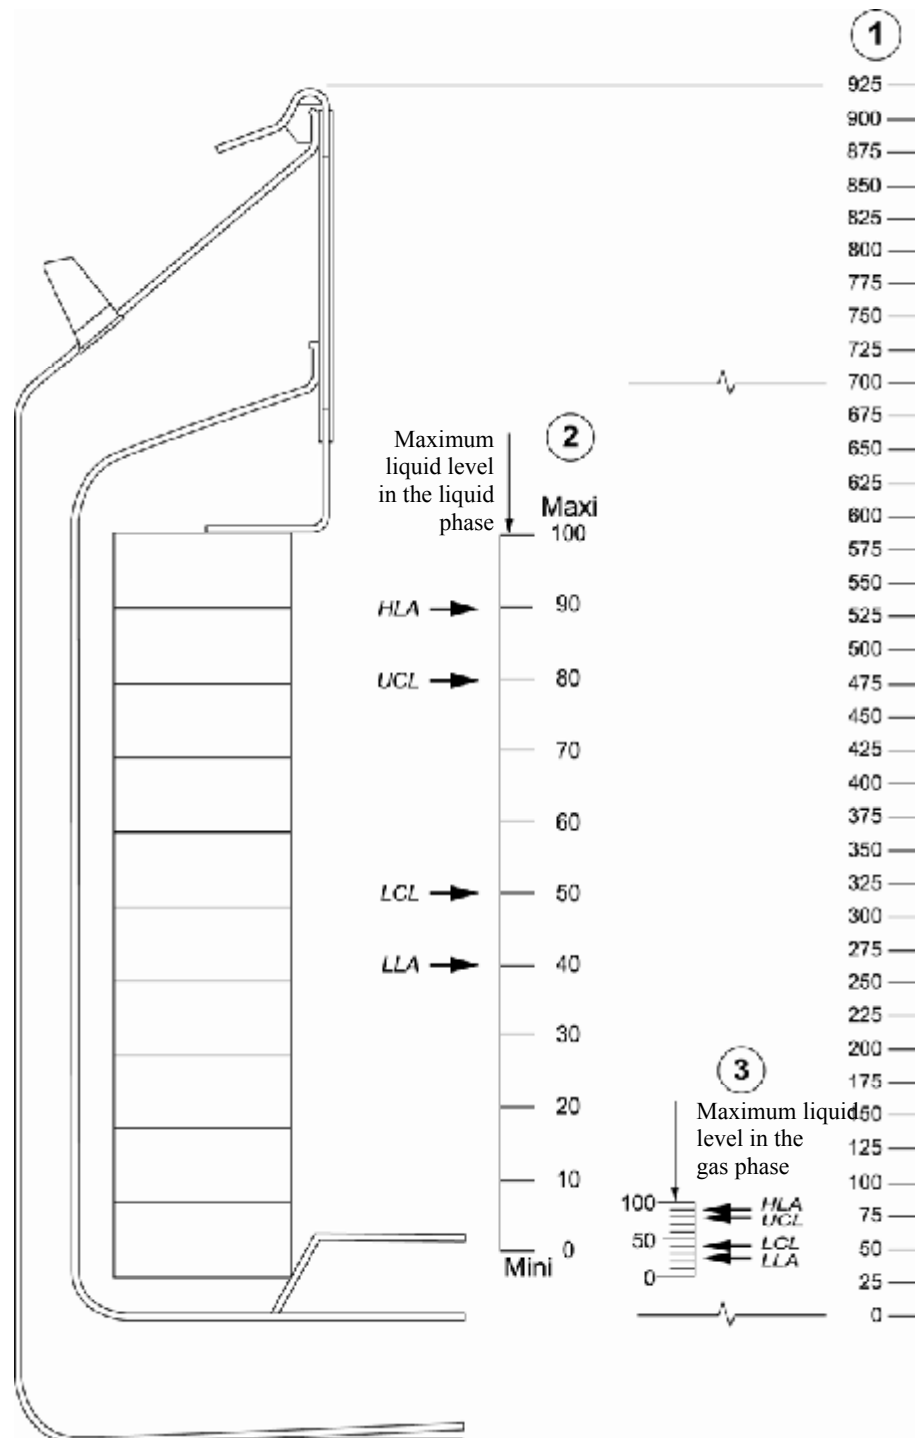 1
925
900
875
850
825
800
775
750
725
700
675
650
625
600
575
550
525
500
475
450
425
400
375
350
325
300
275
250
225
200
175
150
125
100
75
50
25
0
2
Maximum
liquid level
in the liquid
phase
Maxi
100
HLA 90
UCL 80
70
60
LCL 50
LLA 40
30
20
10
Mini 0
3
Maximum liquid
level in the
gas phase
100 HLA
UCL
50 LCL
LLA
0